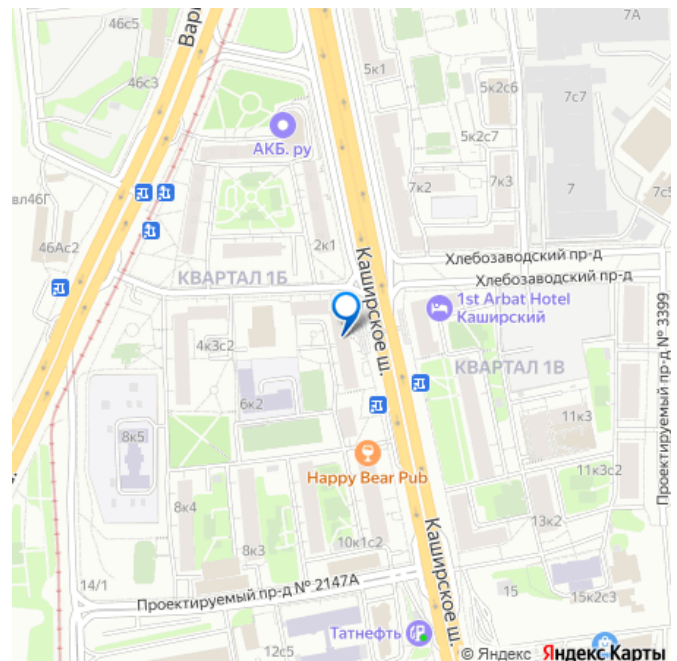 46с5
Вар
7А
46с3
5к1
5к2с6
7с7
АКБ. ру
5к2с7
вл46Г
7к2
7к3
7
7с5
46Ас2
2к1
Каширское ш.
Хлебозаводский пр-д
КВАРТАЛ 1Б
Хлебозаводский пр-д
1st Arbat Hotel
Каширский
4к3с2
КВАРТАЛ 1В
Проектируемый пр-д № 3399
6к2
11к3
8к5
Happy Bear Pub
11к3с2
8к4
Каширское ш.
13к2
10к1с2
8к3
14/1
Проектируемый пр-д № 2147А
15
15к2с3
Татнефть
12с5
© Яндекс Яндекс Карты